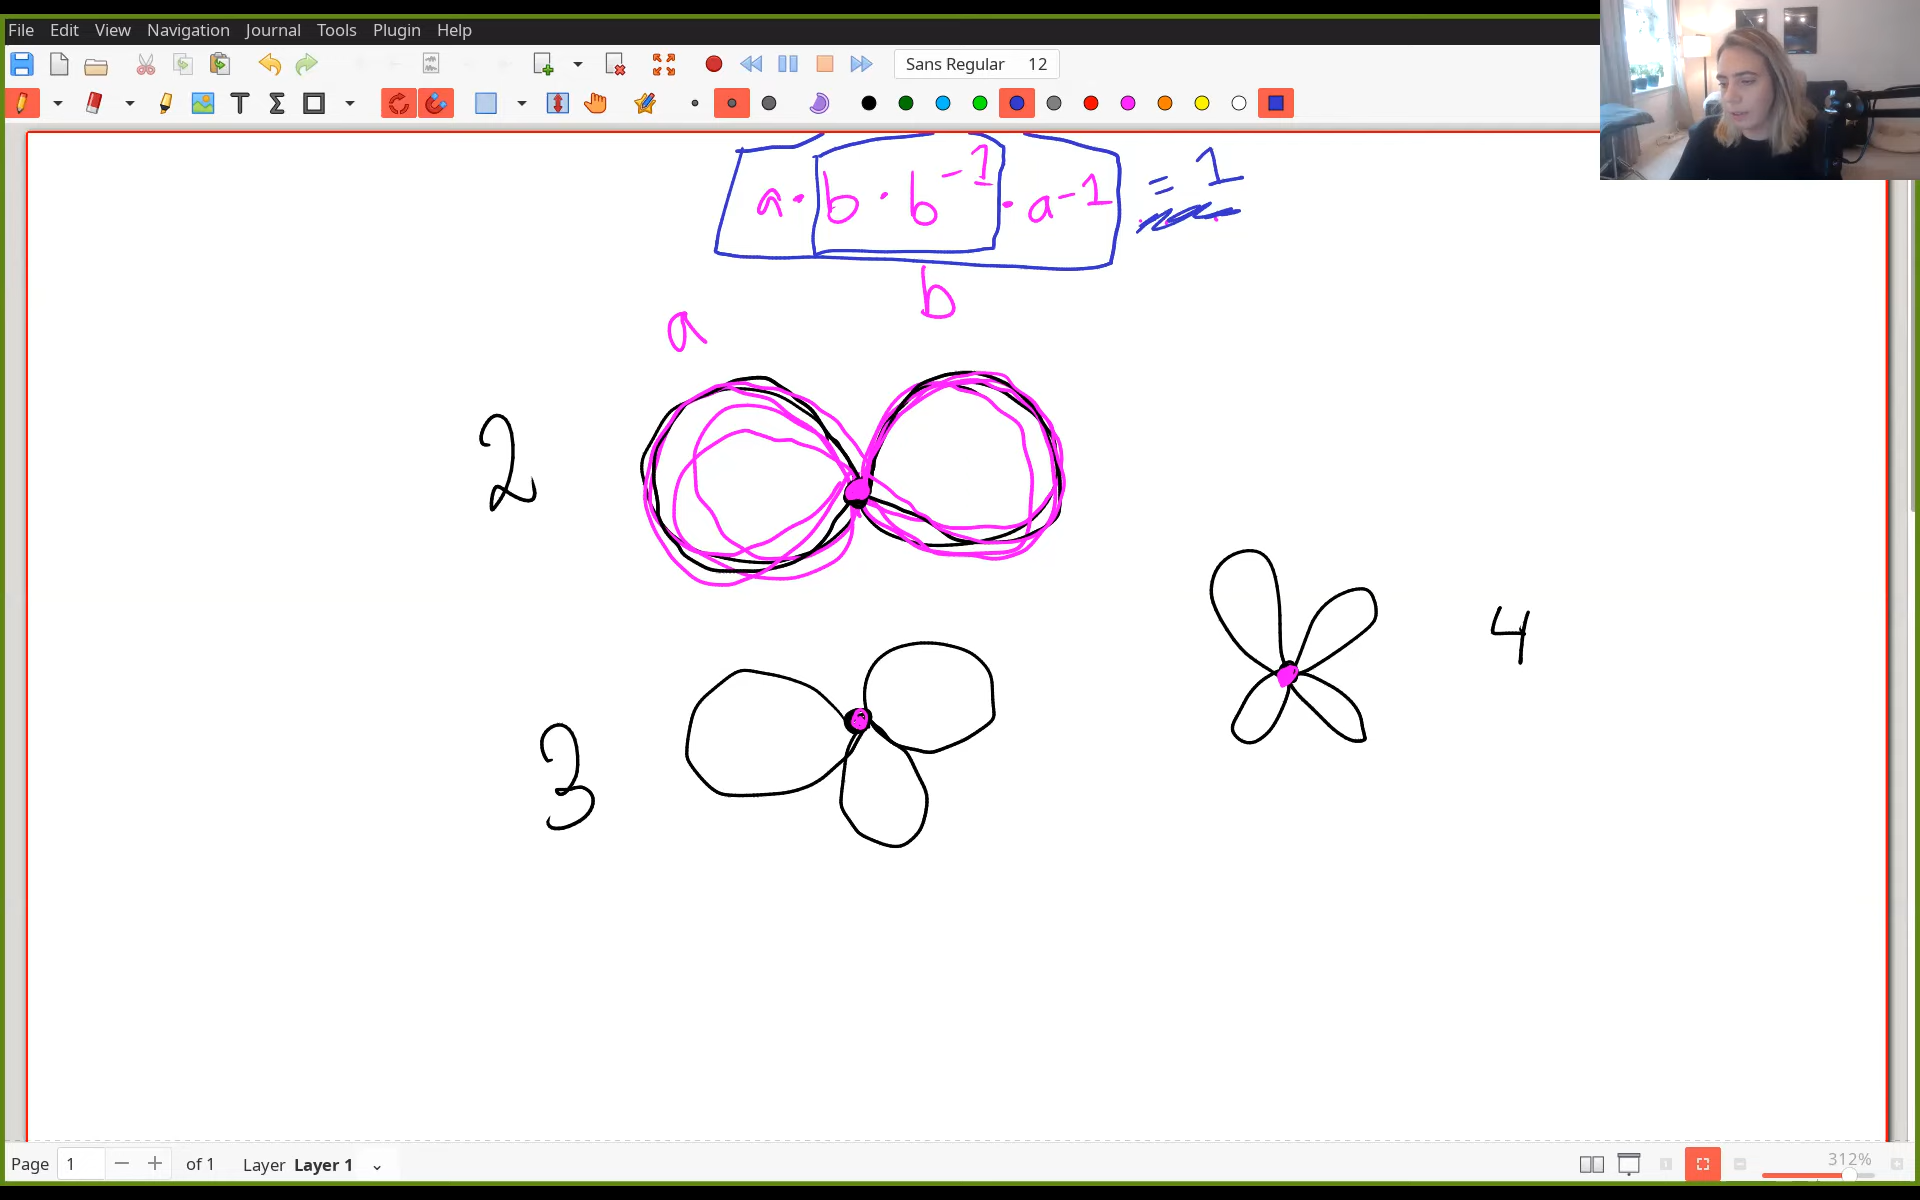 File Edit View Navigation Journal Tools Plugin Help
Sans Regular 12
a · b · b⁻¹ · a-1 = 1
b
a
2
4
3
Page 1 of 1 Layer Layer 1 312%